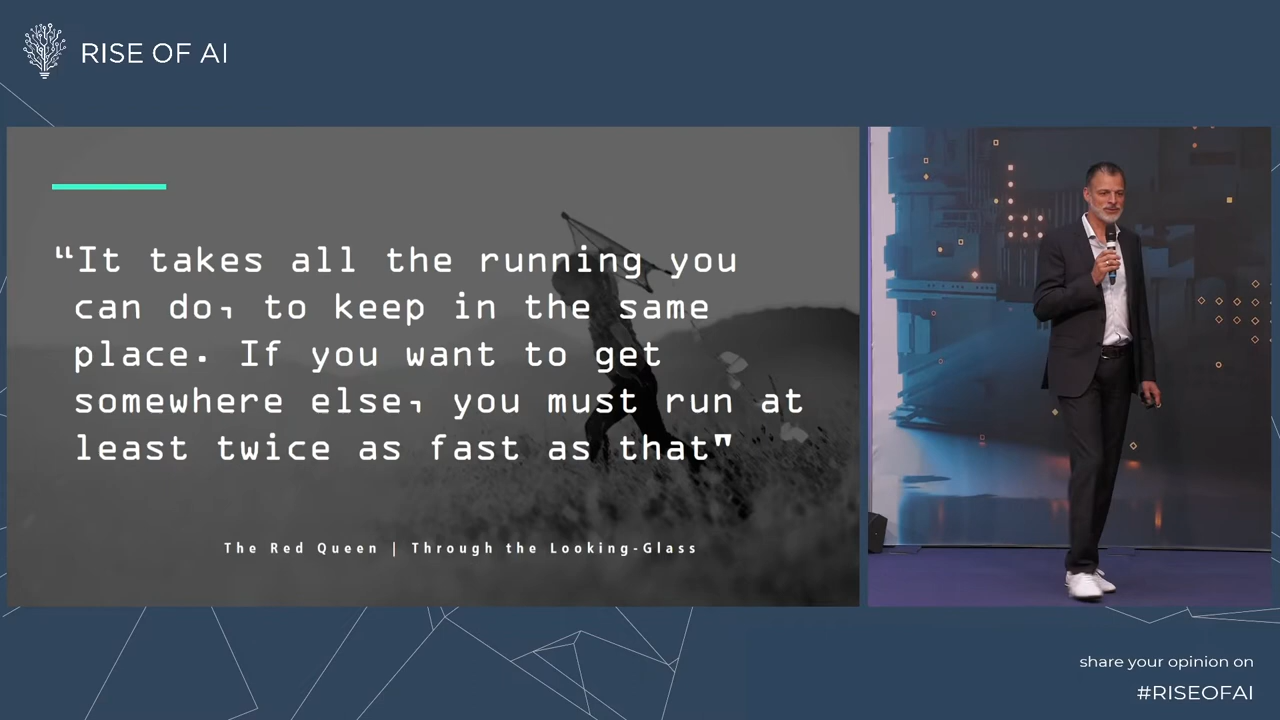 RISE OF AI
“It takes all the running you
can do, to keep in the same
place. If you want to get
somewhere else, you must run at
least twice as fast as that"
The Red Queen | Through the Looking-Glass
share your opinion on
#RISEOFAI